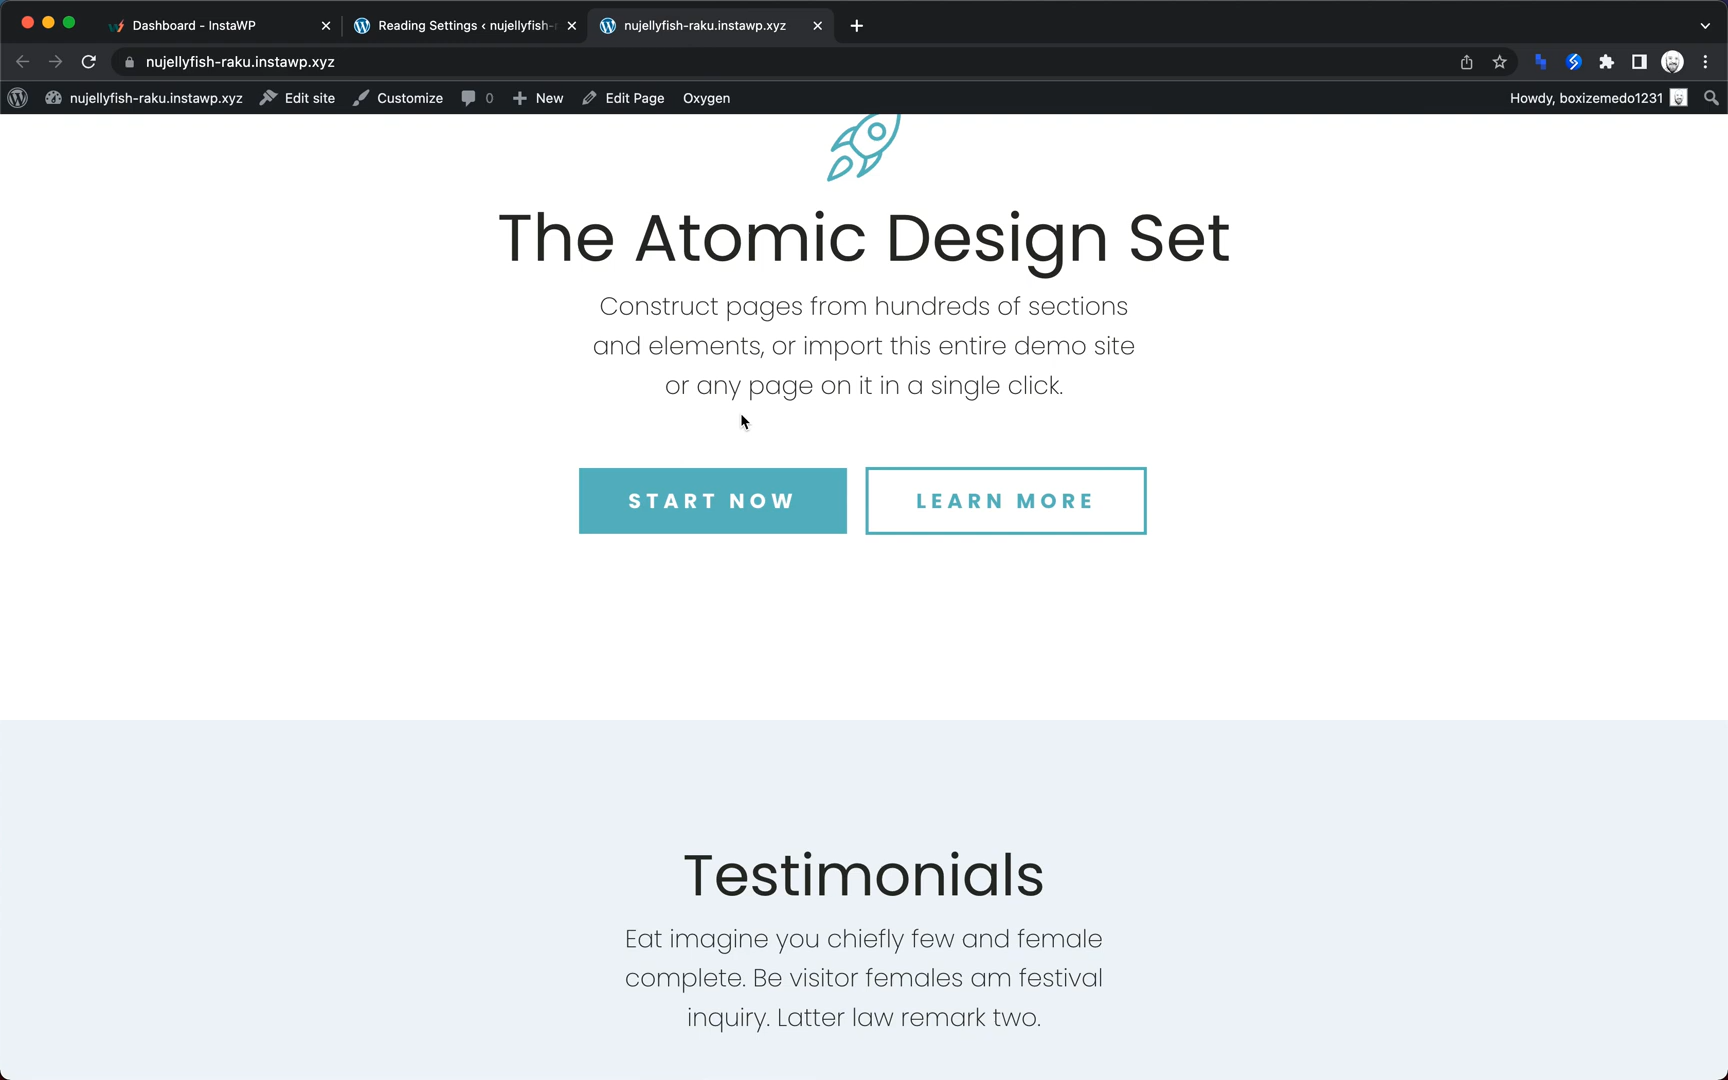 Dashboard - InstaWP
Reading Settings ‹ nujellyfish-
nujellyfish-raku.instawp.xyz
nujellyfish-raku.instawp.xyz
nujellyfish-raku.instawp.xyz Edit site Customize 0 New Edit Page Oxygen Howdy, boxizemedo1231
The Atomic Design Set
Construct pages from hundreds of sections
and elements, or import this entire demo site
or any page on it in a single click.
START NOW
LEARN MORE
Testimonials
Eat imagine you chiefly few and female
complete. Be visitor females am festival
inquiry. Latter law remark two.